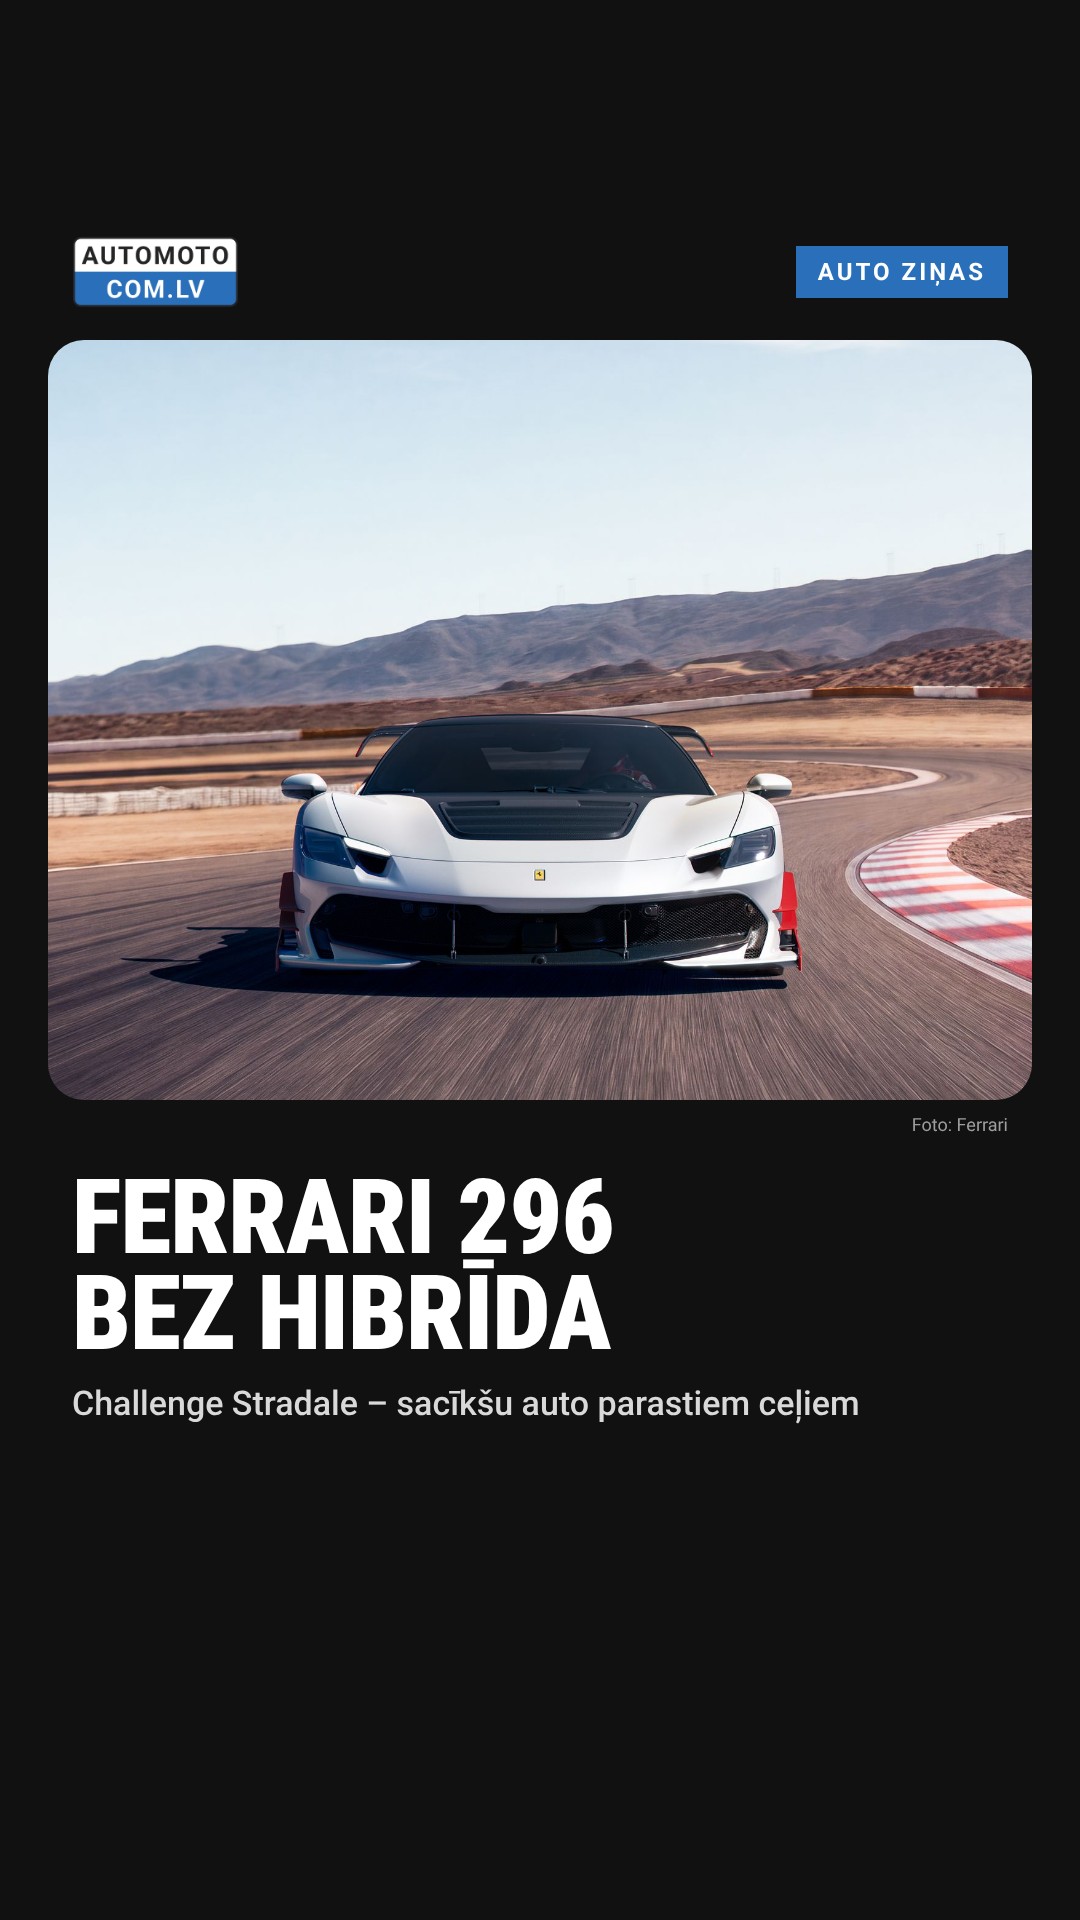 AUTOMOTO
COM.LV
AUTO ZIŅAS
Foto: Ferrari
FERRARI 296
BEZ HIBRĪDA
Challenge Stradale – sacīkšu auto parastiem ceļiem